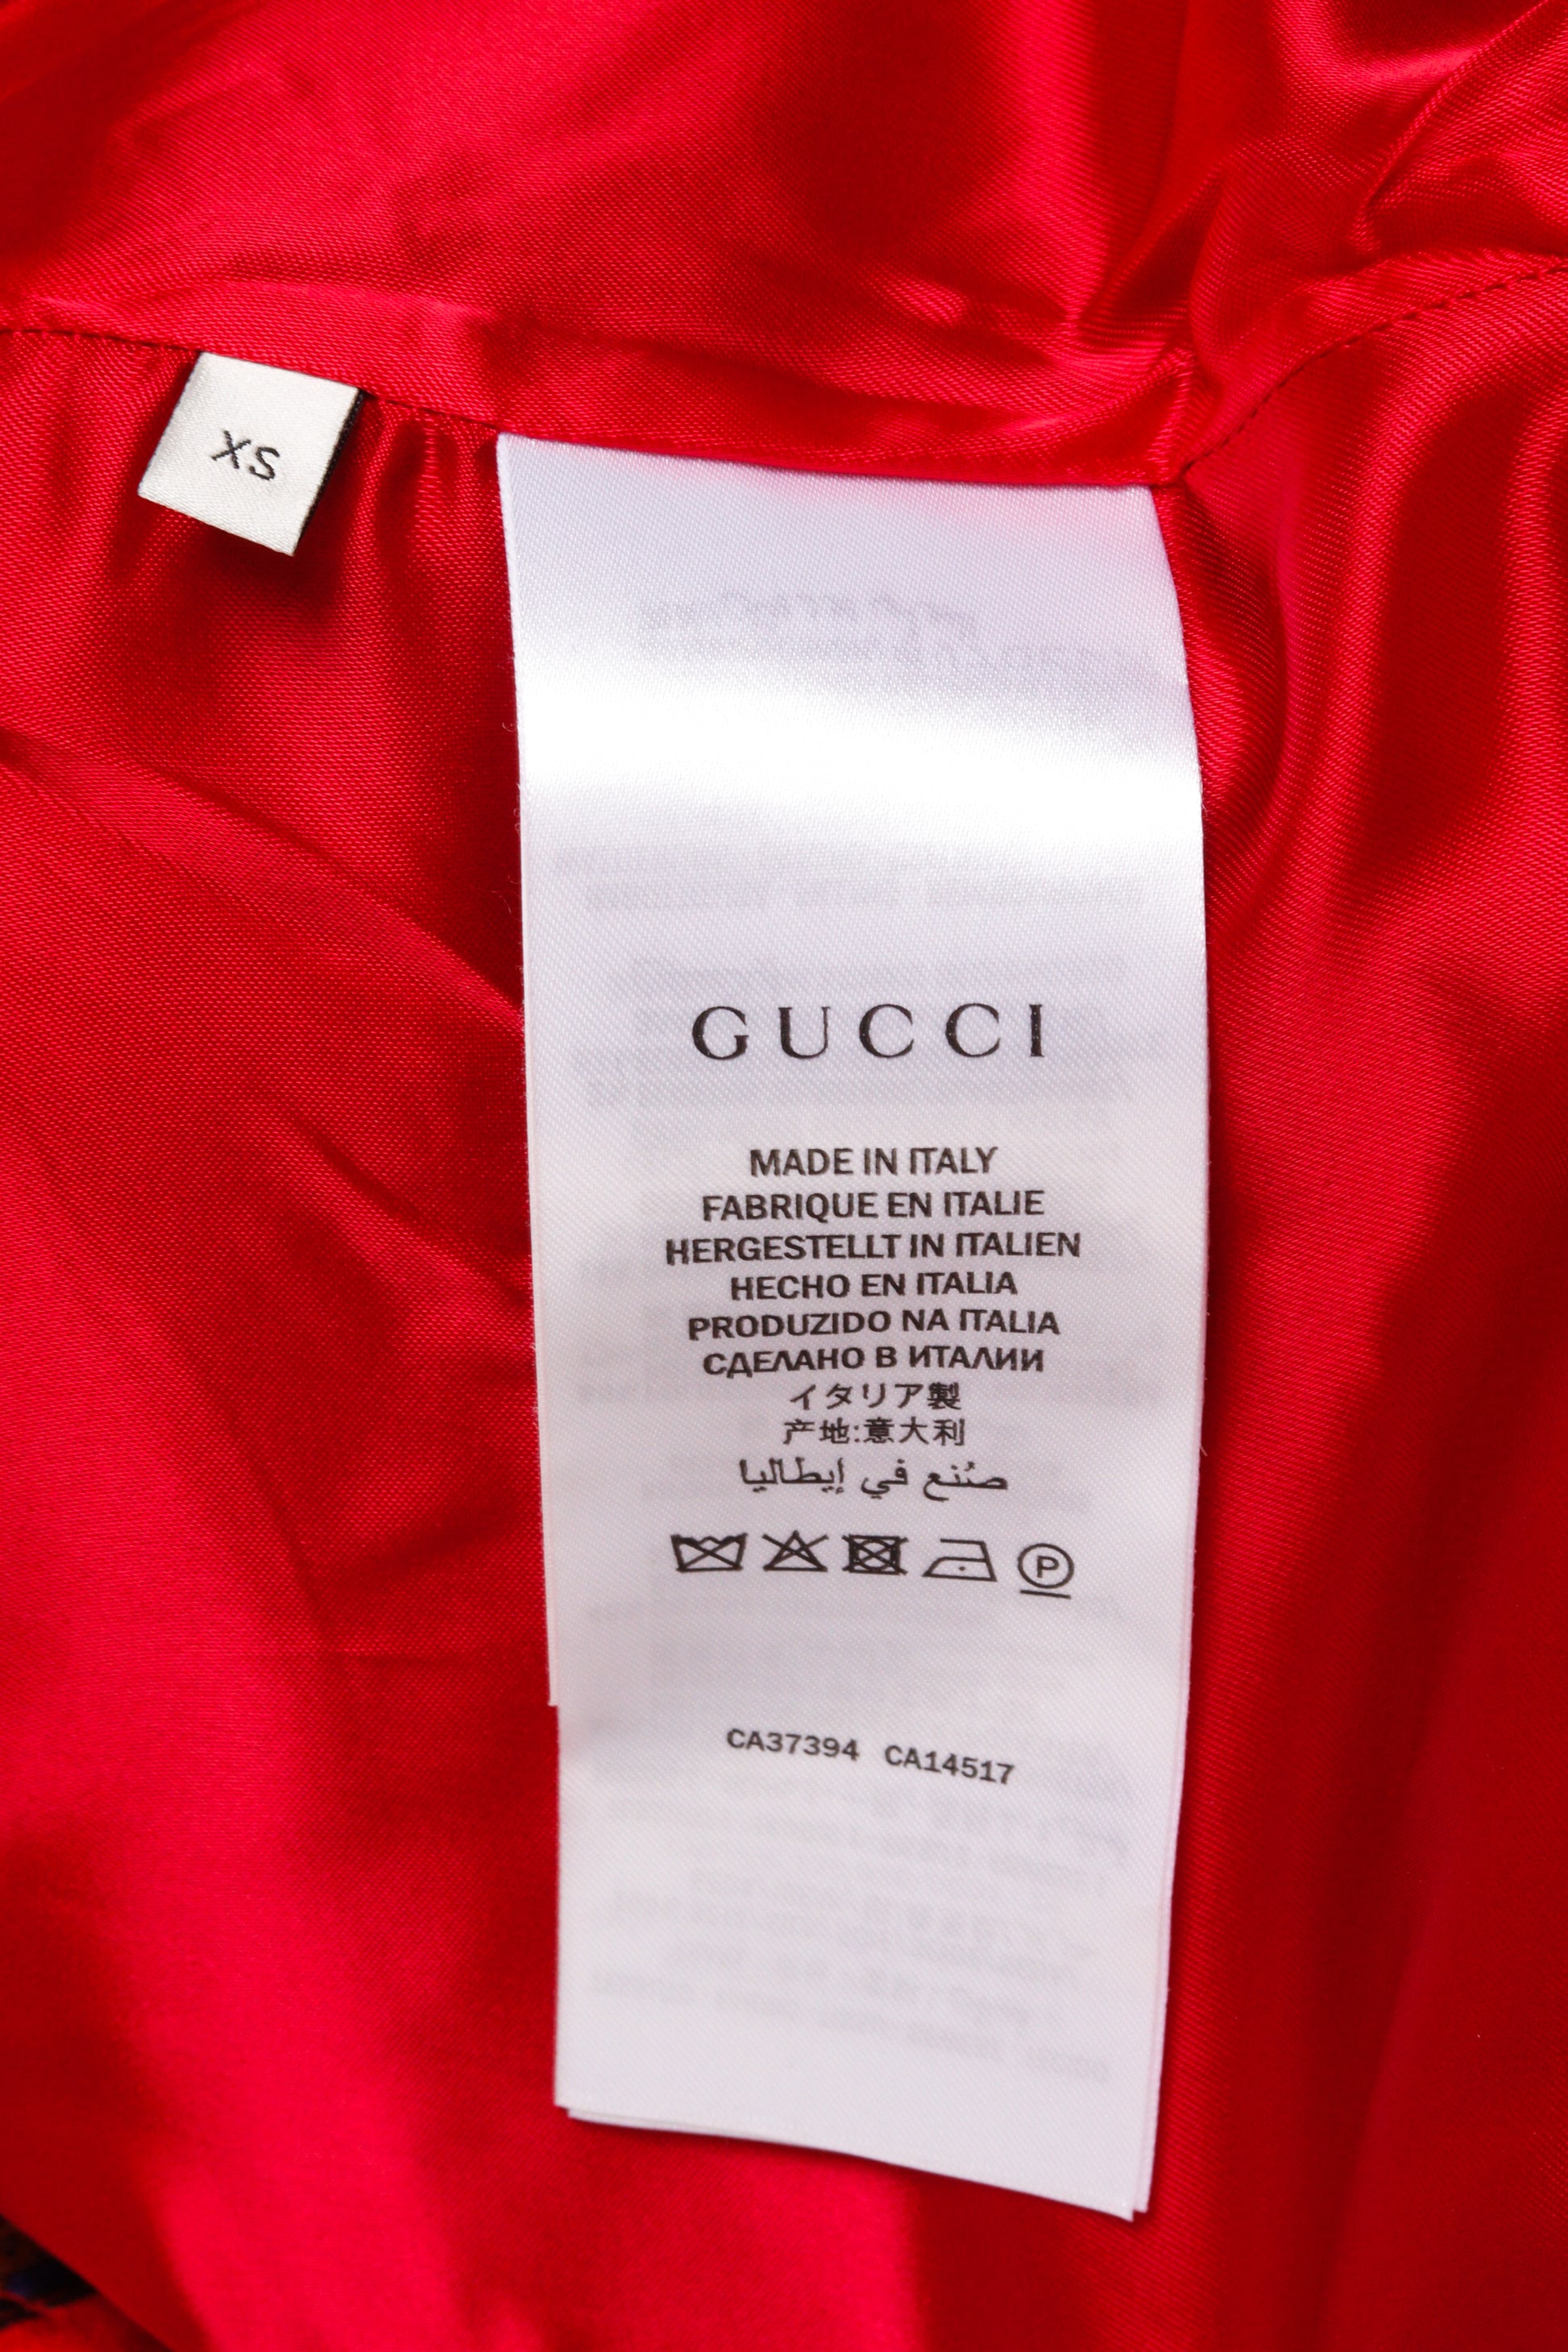 XS
GUCCI
MADE IN ITALY
FABRIQUE EN ITALIE
HERGESTELLT IN ITALIEN
HECHO EN ITALIA
PRODUZIDO NA ITALIA
СДЕЛАНО В ИТАЛИИ
イタリア製
产地:意大利
صُنع في إيطاليا
P
CA37394 CA14517